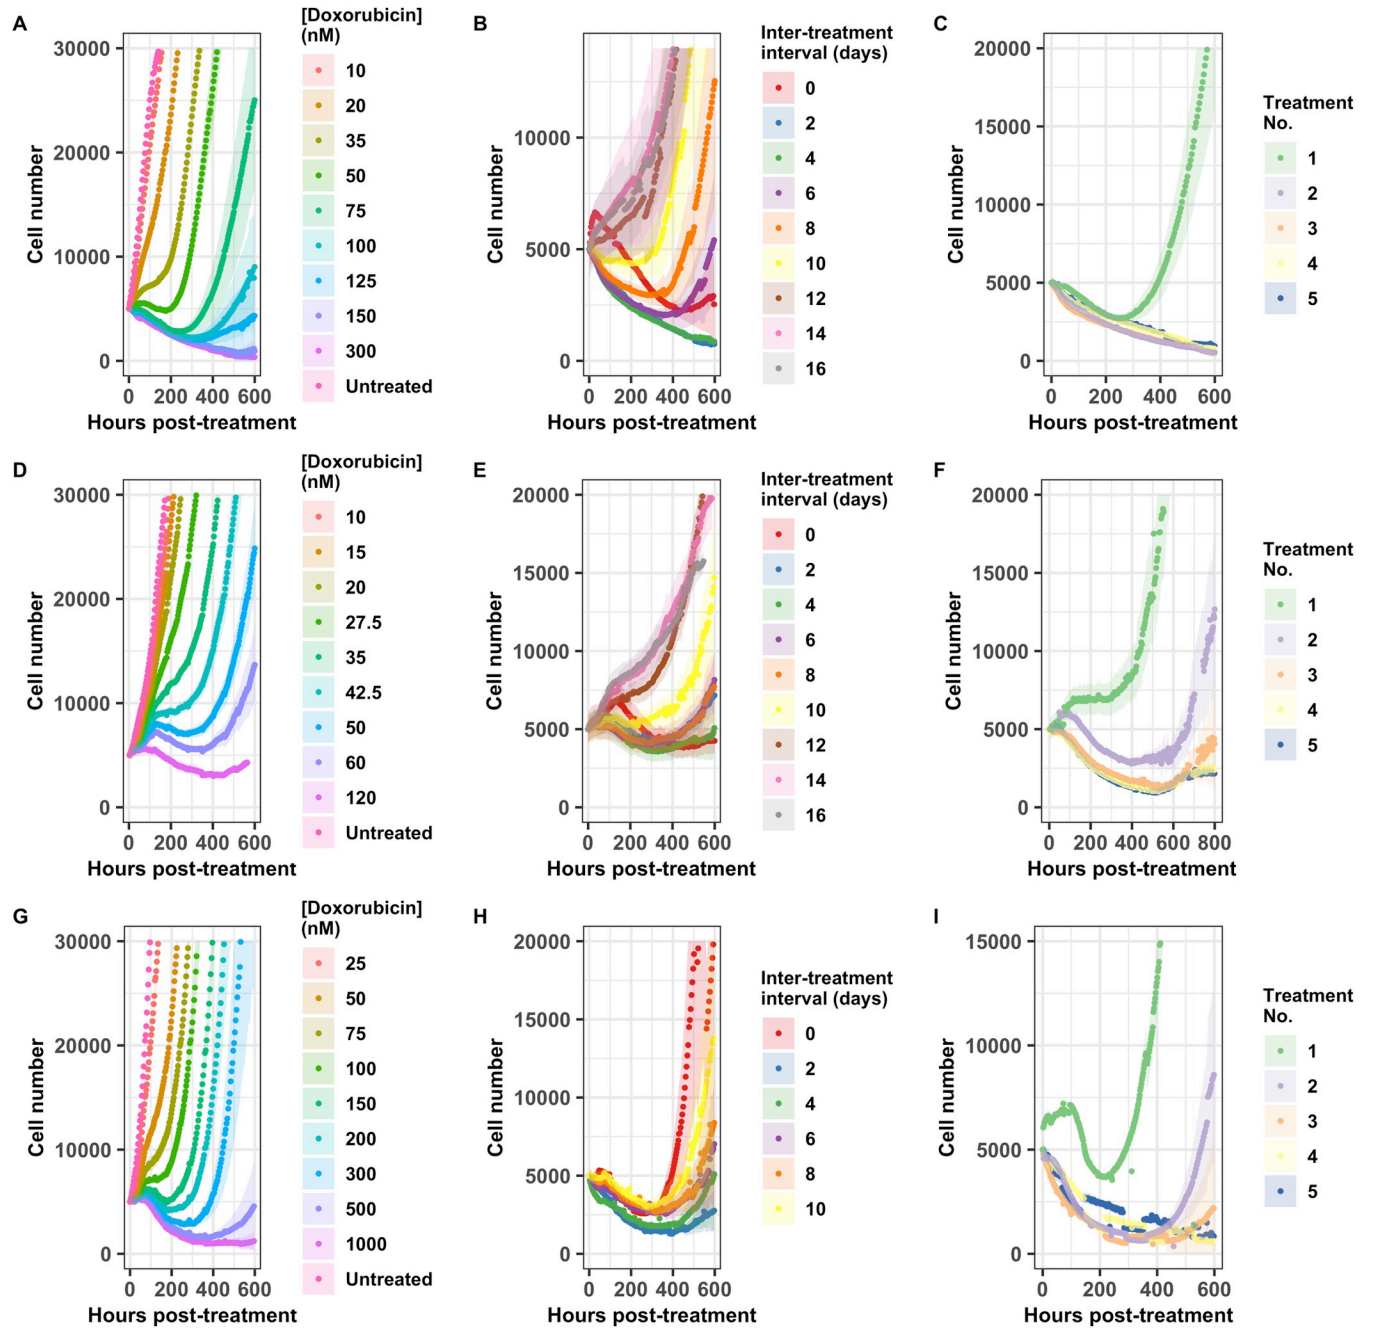 A
30000
20000
10000
0
Cell number
0 200 400 600
Hours post-treatment
[Doxorubicin]
(nM)
10
20
35
50
75
100
125
150
300
Untreated
B
10000
5000
0
Cell number
0 200 400 600
Hours post-treatment
Inter-treatment
interval (days)
0
2
4
6
8
10
12
14
16
C
20000
15000
10000
5000
0
Cell number
0 200 400 600
Hours post-treatment
Treatment
No.
1
2
3
4
5
D
30000
20000
10000
0
Cell number
0 200 400 600
Hours post-treatment
[Doxorubicin]
(nM)
10
15
20
27.5
35
42.5
50
60
120
Untreated
E
20000
15000
10000
5000
0
Cell number
0 200 400 600
Hours post-treatment
Inter-treatment
interval (days)
0
2
4
6
8
10
12
14
16
F
20000
15000
10000
5000
0
Cell number
0 200 400 600 800
Hours post-treatment
Treatment
No.
1
2
3
4
5
G
30000
20000
10000
0
Cell number
0 200 400 600
Hours post-treatment
[Doxorubicin]
(nM)
25
50
75
100
150
200
300
500
1000
Untreated
H
20000
15000
10000
5000
0
Cell number
0 200 400 600
Hours post-treatment
Inter-treatment
interval (days)
0
2
4
6
8
10
I
15000
10000
5000
0
Cell number
0 200 400 600
Hours post-treatment
Treatment
No.
1
2
3
4
5